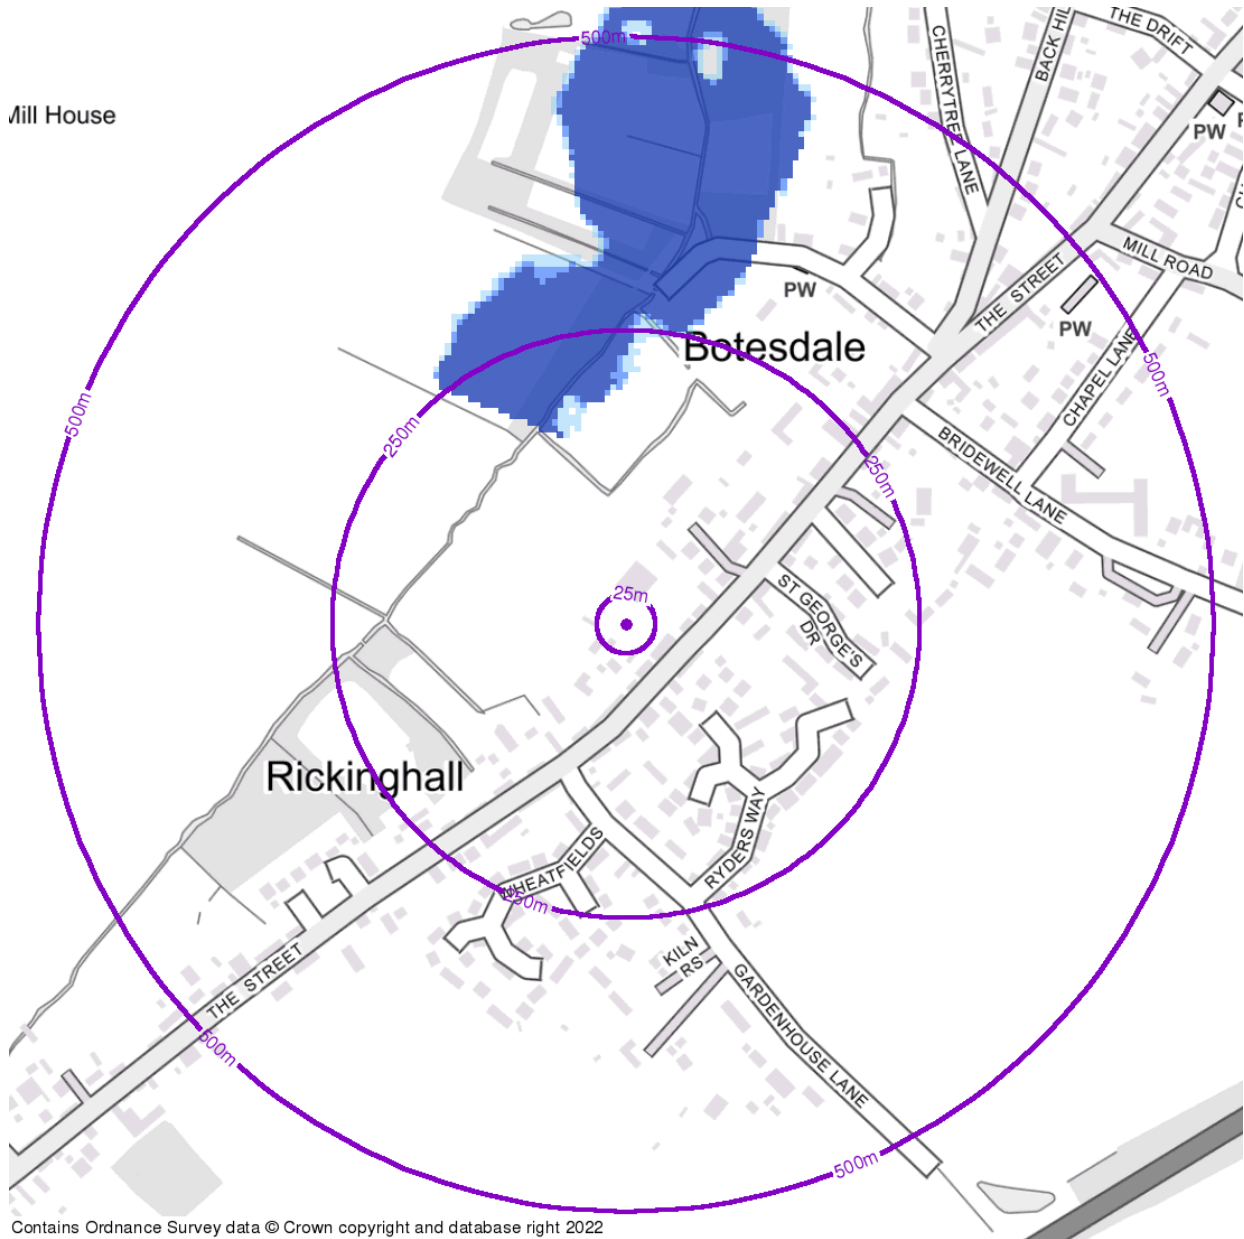 500m
THE DRIFT
BACK HIL
CHERRYTREE LANE
Mill House
PW
MILL ROAD
THE STREET
PW
PW
Botesdale
500m
CHAPEL LANE
500m
250m
BRIDEWELL LANE
250m
25m
ST GEORGE'S
DR
Rickinghall
RYDERS WAY
WHEATFIELDS
250m
KILN
RS
THE STREET
GARDENHOUSE LANE
500m
500m
Contains Ordnance Survey data © Crown copyright and database right 2022